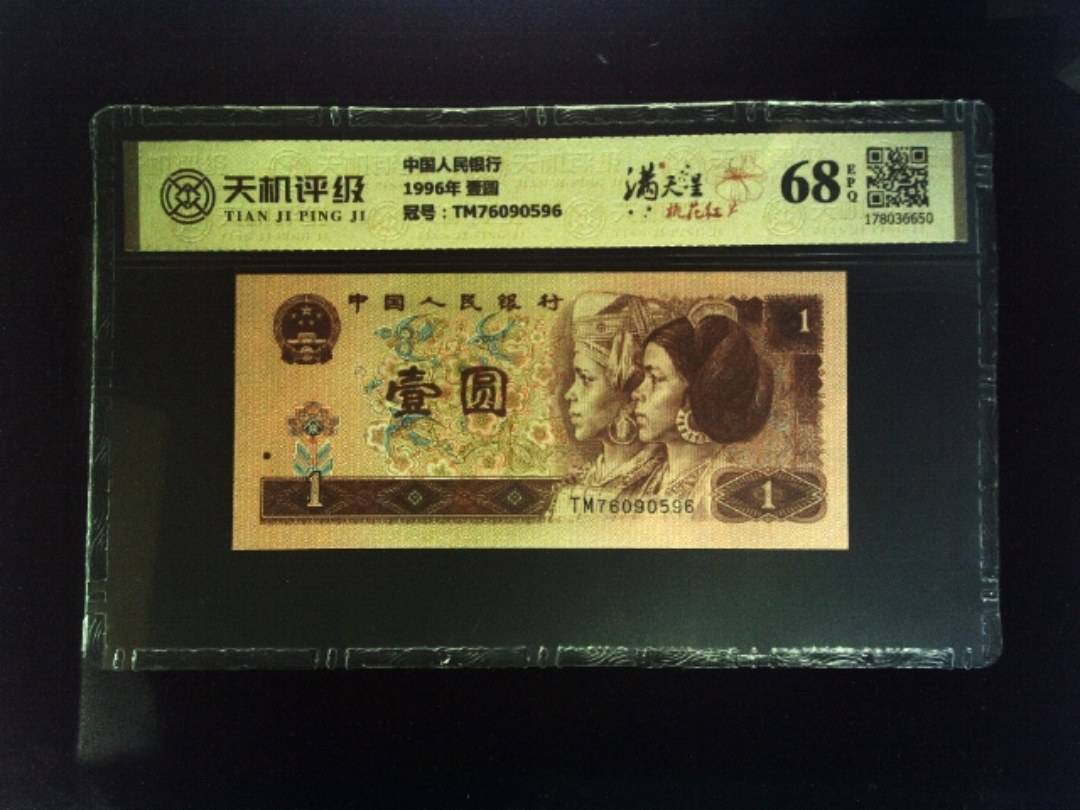 天机评级
TIAN JI PING JI
中国人民银行
1996年 壹圆
冠号：TM76090596
满天星
桃花红
68
EPQ
178036650
中国人民银行
壹圆
1
1
TM76090596
1